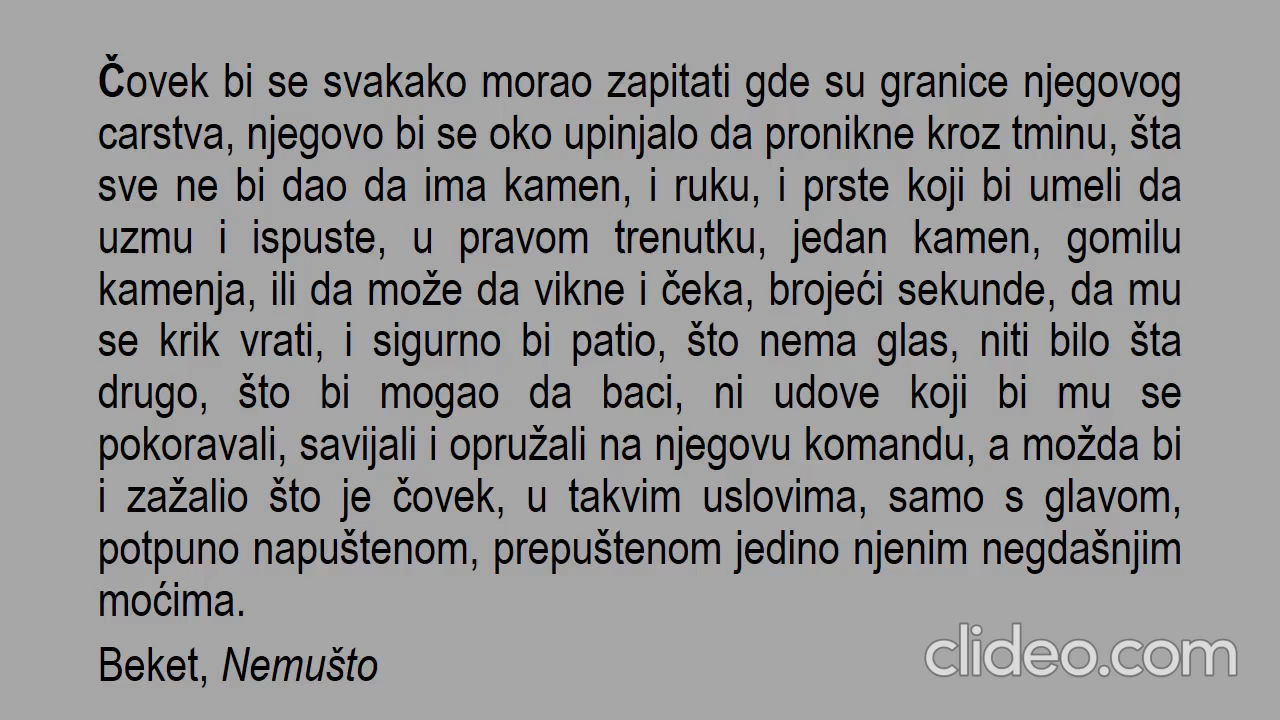 Čovek bi se svakako morao zapitati gde su granice njegovog
carstva, njegovo bi se oko upinjalo da pronikne kroz tminu, šta
sve ne bi dao da ima kamen, i ruku, i prste koji bi umeli da
uzmu i ispuste, u pravom trenutku, jedan kamen, gomilu
kamenja, ili da može da vikne i čeka, brojeći sekunde, da mu
se krik vrati, i sigurno bi patio, što nema glas, niti bilo šta
drugo, što bi mogao da baci, ni udove koji bi mu se
pokoravali, savijali i opružali na njegovu komandu, a možda bi
i zažalio što je čovek, u takvim uslovima, samo s glavom,
potpuno napuštenom, prepuštenom jedino njenim negdašnjim
moćima.
Beket, Nemušto
clideo.com